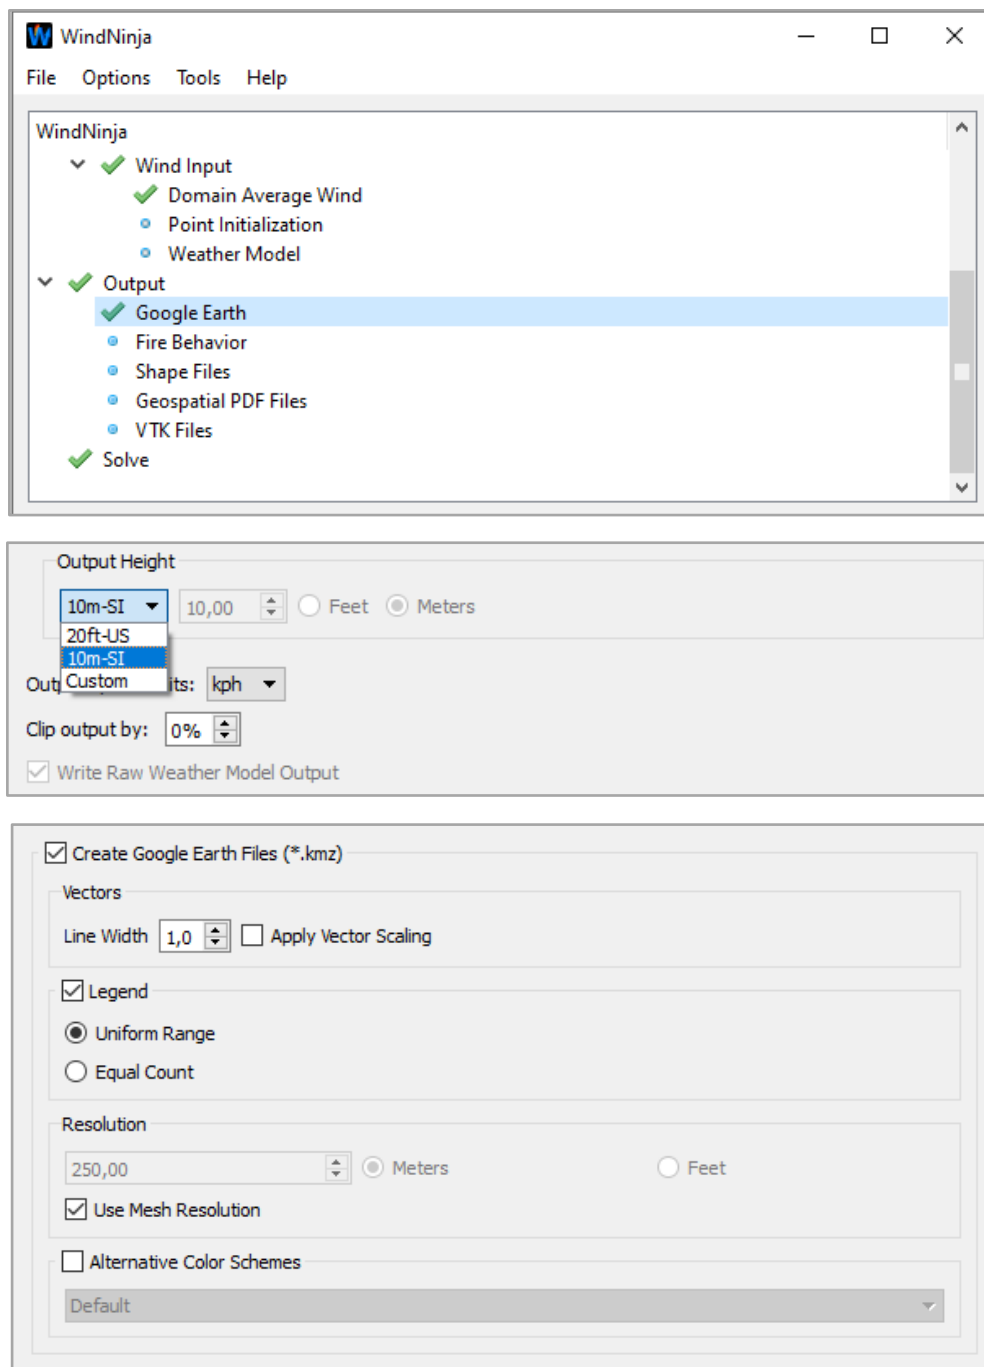 WindNinja
File Options Tools Help
WindNinja
Wind Input
Domain Average Wind
Point Initialization
Weather Model
Output
Google Earth
Fire Behavior
Shape Files
Geospatial PDF Files
VTK Files
Solve
Output Height
10m-SI 10,00 Feet Meters
20ft-US
10m-SI
Custom
Outp its: kph
Clip output by: 0%
Write Raw Weather Model Output
Create Google Earth Files (*.kmz)
Vectors
Line Width 1,0 Apply Vector Scaling
Legend
Uniform Range
Equal Count
Resolution
250,00 Meters Feet
Use Mesh Resolution
Alternative Color Schemes
Default